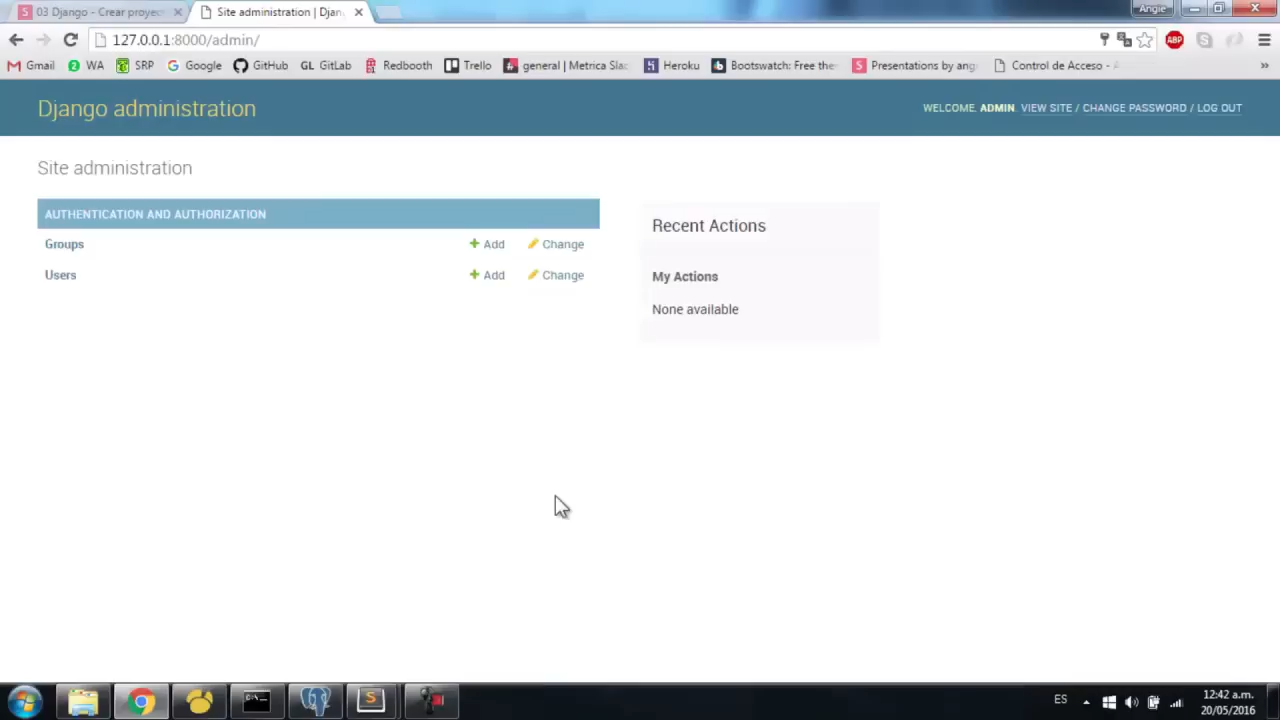 03 Django - Crear proyec
Site administration | Djan
Angie
127.0.0.1:8000/admin/
ABP
Gmail
WA
SRP
Google
GitHub
GL GitLab
Redbooth
Trello
general | Metrica Slac
Heroku
Bootswatch: Free the
Presentations by ang
Control de Acceso -
»
Django administration
WELCOME, ADMIN. VIEW SITE / CHANGE PASSWORD / LOG OUT
Site administration
AUTHENTICATION AND AUTHORIZATION
Groups
Add
Change
Users
Add
Change
Recent Actions
My Actions
None available
ES
12:42 a.m.
20/05/2016